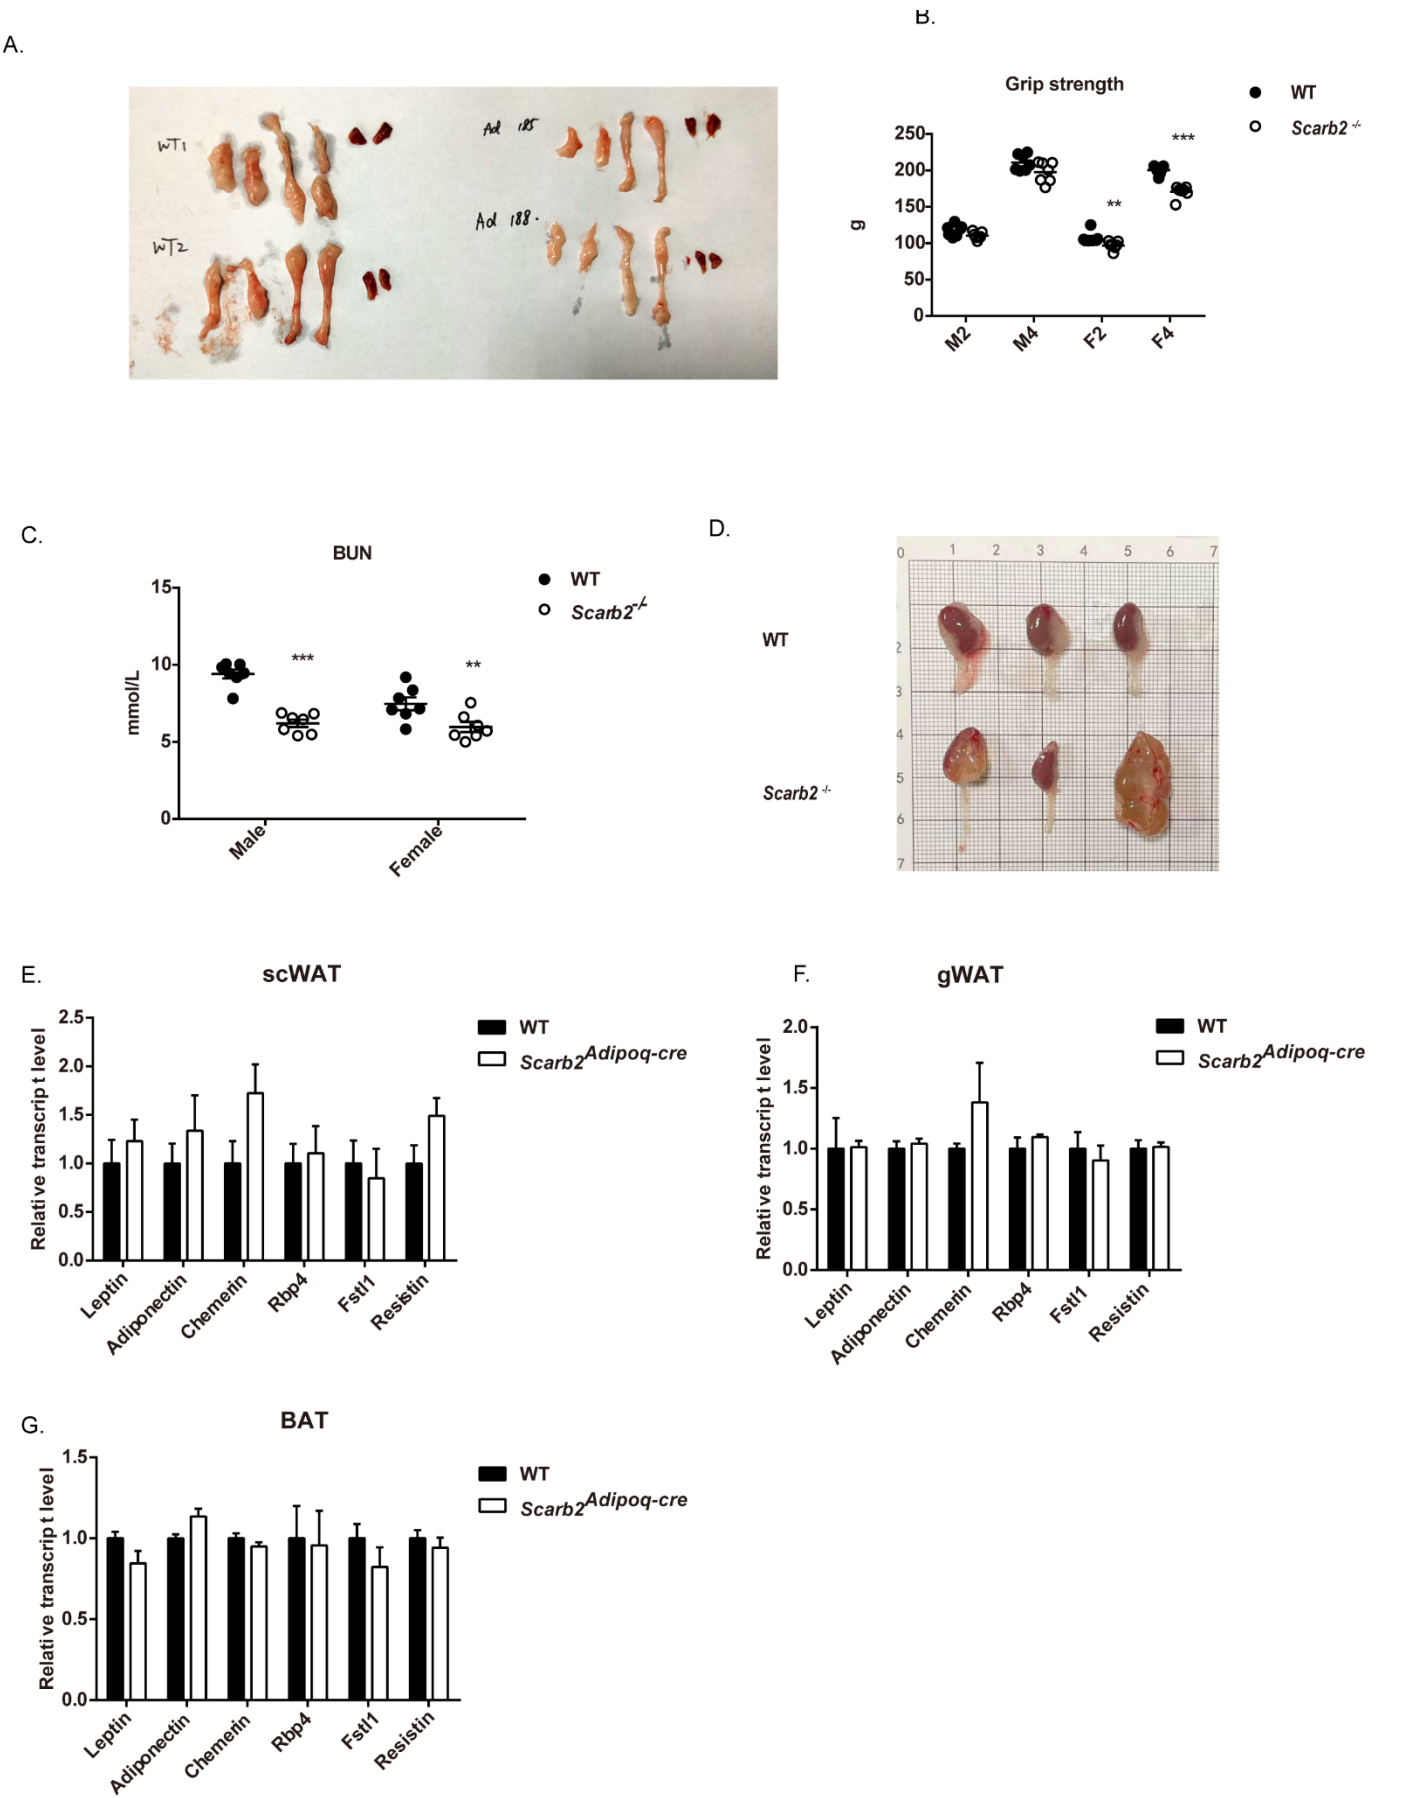 A.
WT1
WT2
Ad 185
Ad 188.
B.
Grip strength
WT
Scarb2 -/-
250
200
150
100
50
0
g
**
***
M2
M4
F2
F4
C.
BUN
WT
Scarb2-/-
15
10
5
0
mmol/L
***
**
Male
Female
D.
0 1 2 3 4 5 6 7
2
3
4
5
6
7
WT
Scarb2 -/-
E.
scWAT
WT
Scarb2Adipoq-cre
2.5
2.0
1.5
1.0
0.5
0.0
Relative transcript level
Leptin
Adiponectin
Chemerin
Rbp4
Fstl1
Resistin
F.
gWAT
WT
Scarb2Adipoq-cre
2.0
1.5
1.0
0.5
0.0
Relative transcript level
Leptin
Adiponectin
Chemerin
Rbp4
Fstl1
Resistin
G.
BAT
WT
Scarb2Adipoq-cre
1.5
1.0
0.5
0.0
Relative transcript level
Leptin
Adiponectin
Chemerin
Rbp4
Fstl1
Resistin